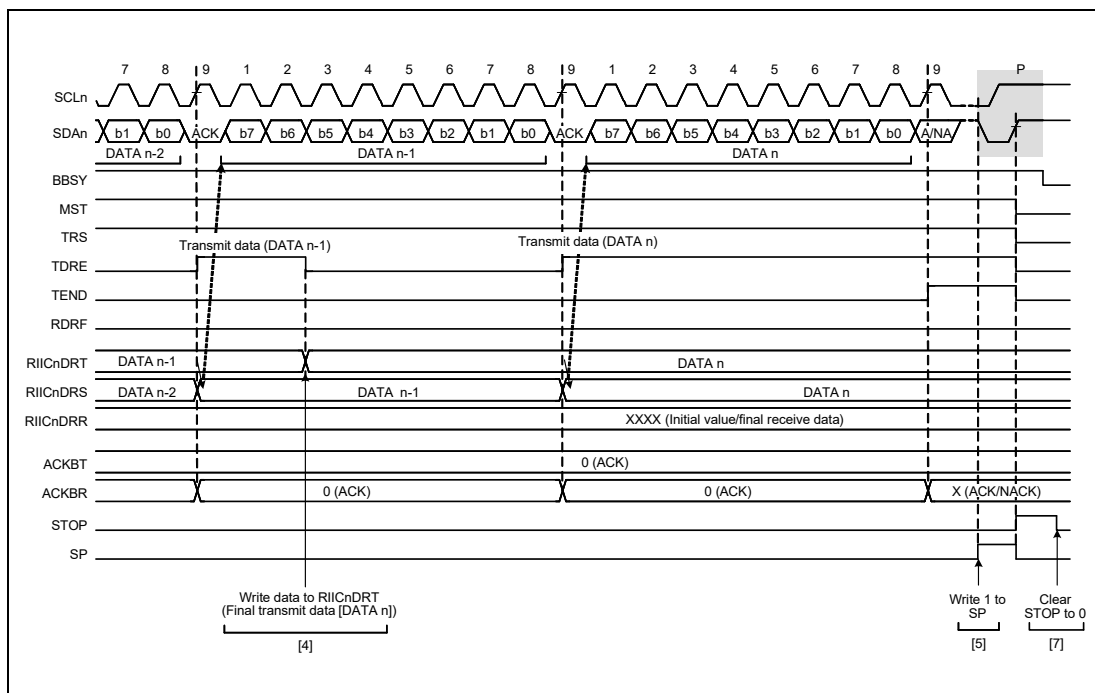 7 8 9 1 2 3 4 5 6 7 8 9 1 2 3 4 5 6 7 8 9 P
SCLn
SDAn b1 b0 ACK b7 b6 b5 b4 b3 b2 b1 b0 ACK b7 b6 b5 b4 b3 b2 b1 b0 A/NA
DATA n-2 DATA n-1 DATA n
BBSY
MST
TRS
Transmit data (DATA n-1) Transmit data (DATA n)
TDRE
TEND
RDRF
RIICnDRT DATA n-1 DATA n
RIICnDRS DATA n-2 DATA n-1 DATA n
RIICnDRR XXXX (Initial value/final receive data)
ACKBT 0 (ACK)
ACKBR 0 (ACK) 0 (ACK) X (ACK/NACK)
STOP
SP
Write data to RIICnDRT
(Final transmit data [DATA n])
[4]
Write 1 to
SP
[5]
Clear
STOP to 0
[7]